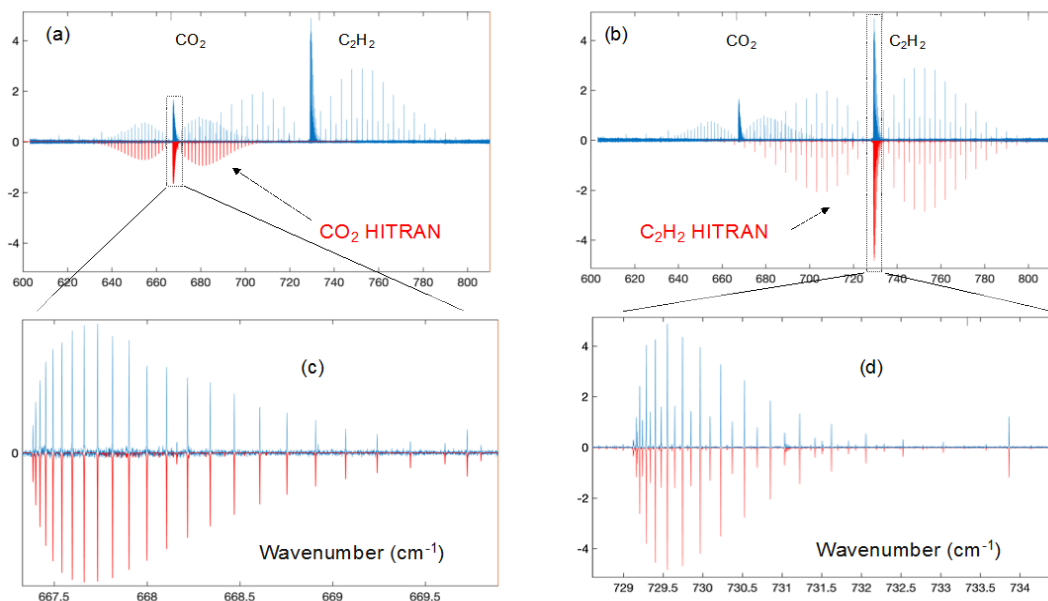 (a)
CO₂
C₂H₂
4
2
0
-2
-4
CO₂ HITRAN
600 620 640 660 680 700 720 740 760 780 800
(b)
CO₂
C₂H₂
4
2
0
-2
-4
C₂H₂ HITRAN
600 620 640 660 680 700 720 740 760 780 800
(c)
0
Wavenumber (cm⁻¹)
667.5 668 668.5 669 669.5
(d)
4
2
0
-2
-4
Wavenumber (cm⁻¹)
729 729.5 730 730.5 731 731.5 732 732.5 733 733.5 734